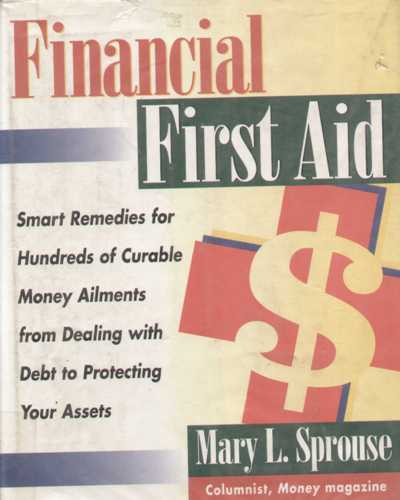 Financial
First Aid
Smart Remedies for
Hundreds of Curable
Money Ailments
from Dealing with
Debt to Protecting
Your Assets
$
Mary L. Sprouse
Columnist, Money magazine